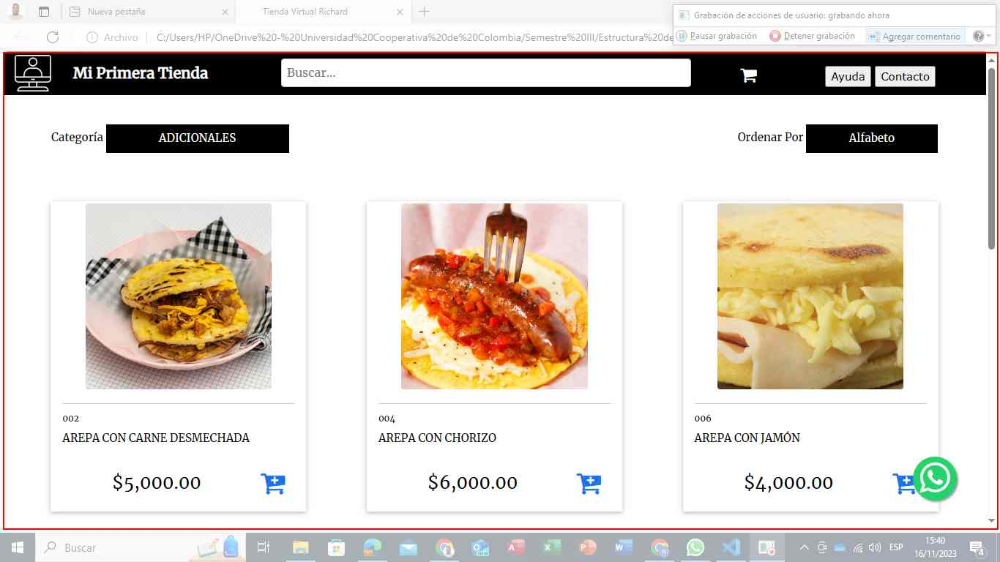 Nueva pestaña
Tienda Virtual Richard
Grabación de acciones de usuario: grabando ahora
Archivo
C:/Users/HP/OneDrive%20-%20Universidad%20Cooperativa%20de%20Colombia/Semestre%20III/Estructura%20de
Pausar grabación
Detener grabación
Agregar comentario
Mi Primera Tienda
Buscar...
Ayuda
Contacto
Categoría
ADICIONALES
Ordenar Por
Alfabeto
002
AREPA CON CARNE DESMECHADA
$5,000.00
004
AREPA CON CHORIZO
$6,000.00
006
AREPA CON JAMÓN
$4,000.00
Buscar
ESP
15:40
16/11/2023
4